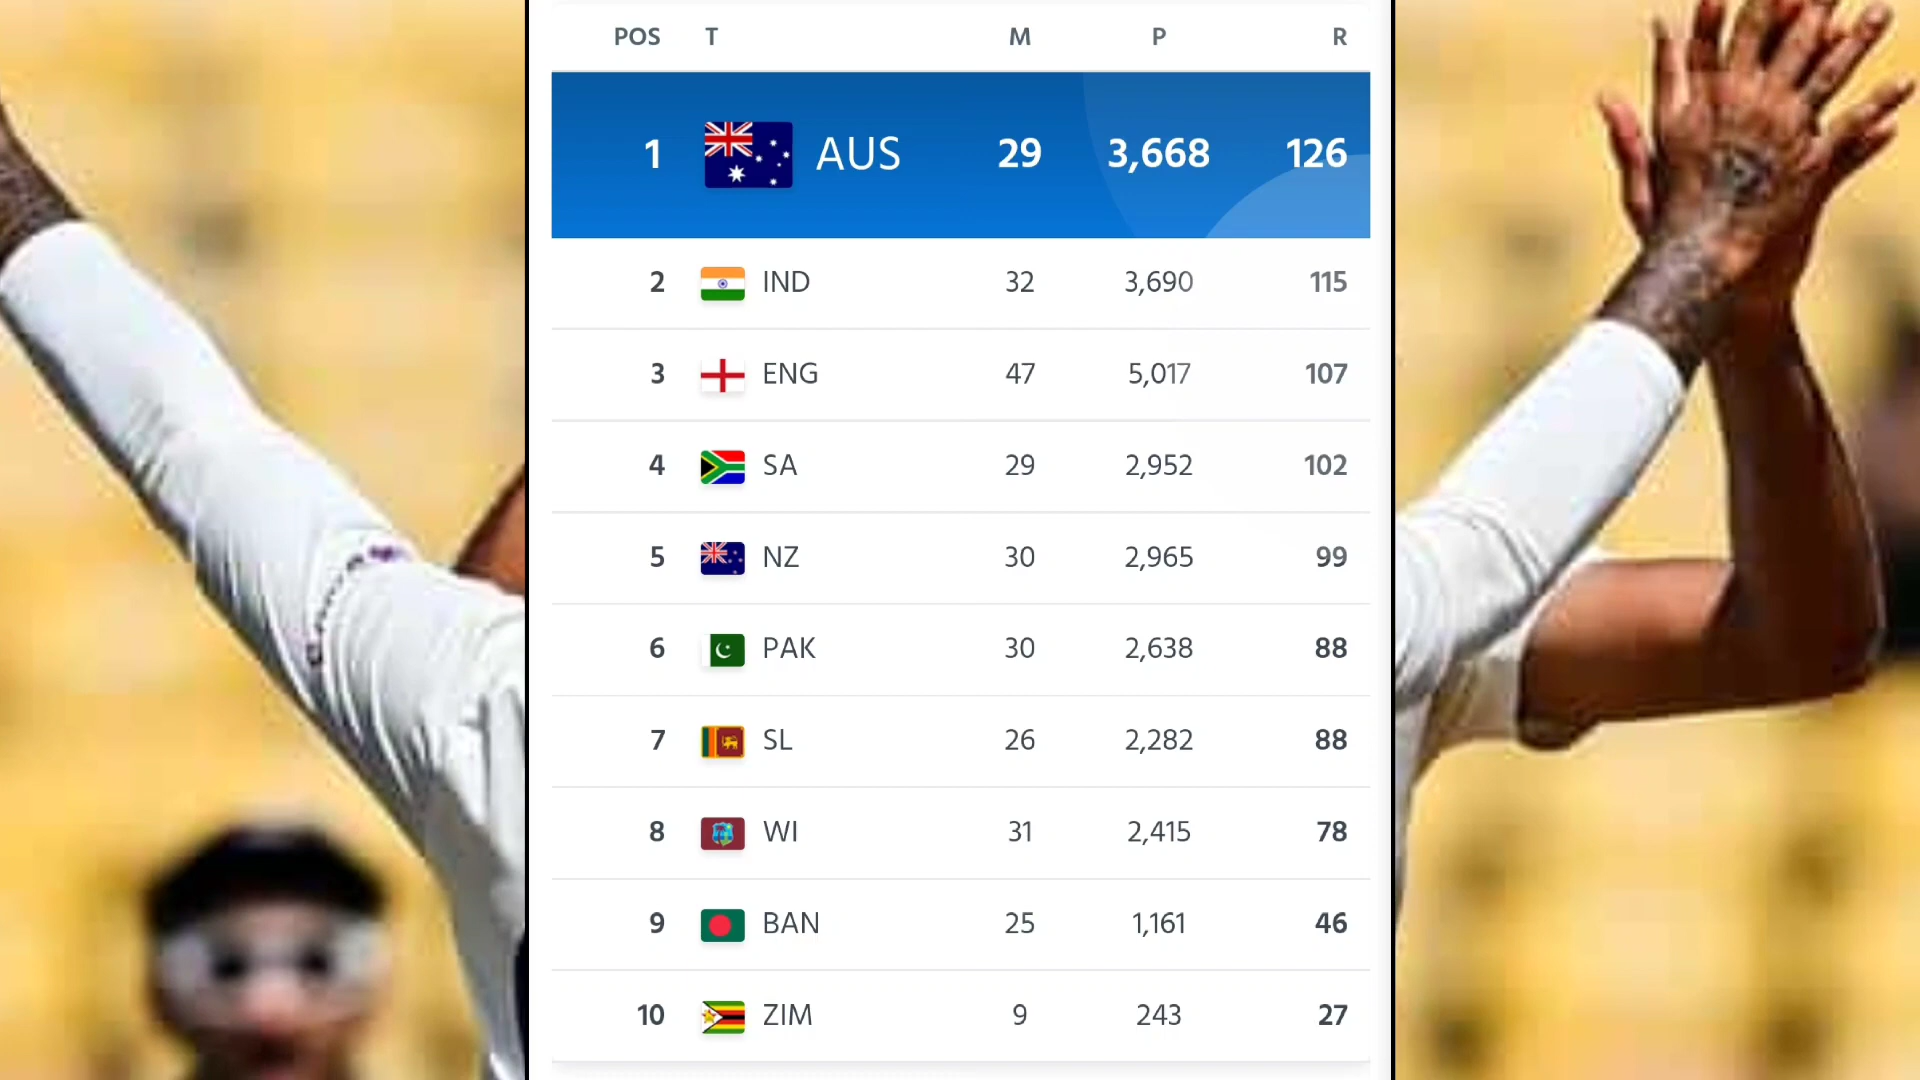 POS T M P R
1 AUS 29 3,668 126
2 IND 32 3,690 115
3 ENG 47 5,017 107
4 SA 29 2,952 102
5 NZ 30 2,965 99
6 PAK 30 2,638 88
7 SL 26 2,282 88
8 WI 31 2,415 78
9 BAN 25 1,161 46
10 ZIM 9 243 27